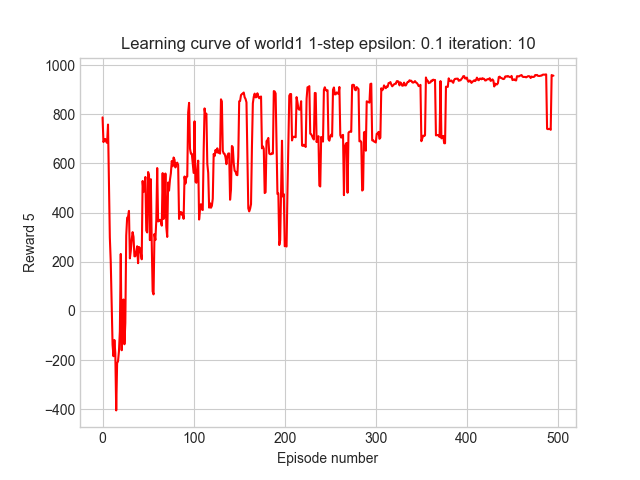 Learning curve of world1 1-step epsilon: 0.1 iteration: 10
1000
800
600
400
200
0
−200
−400
Reward 5
0 100 200 300 400 500
Episode number